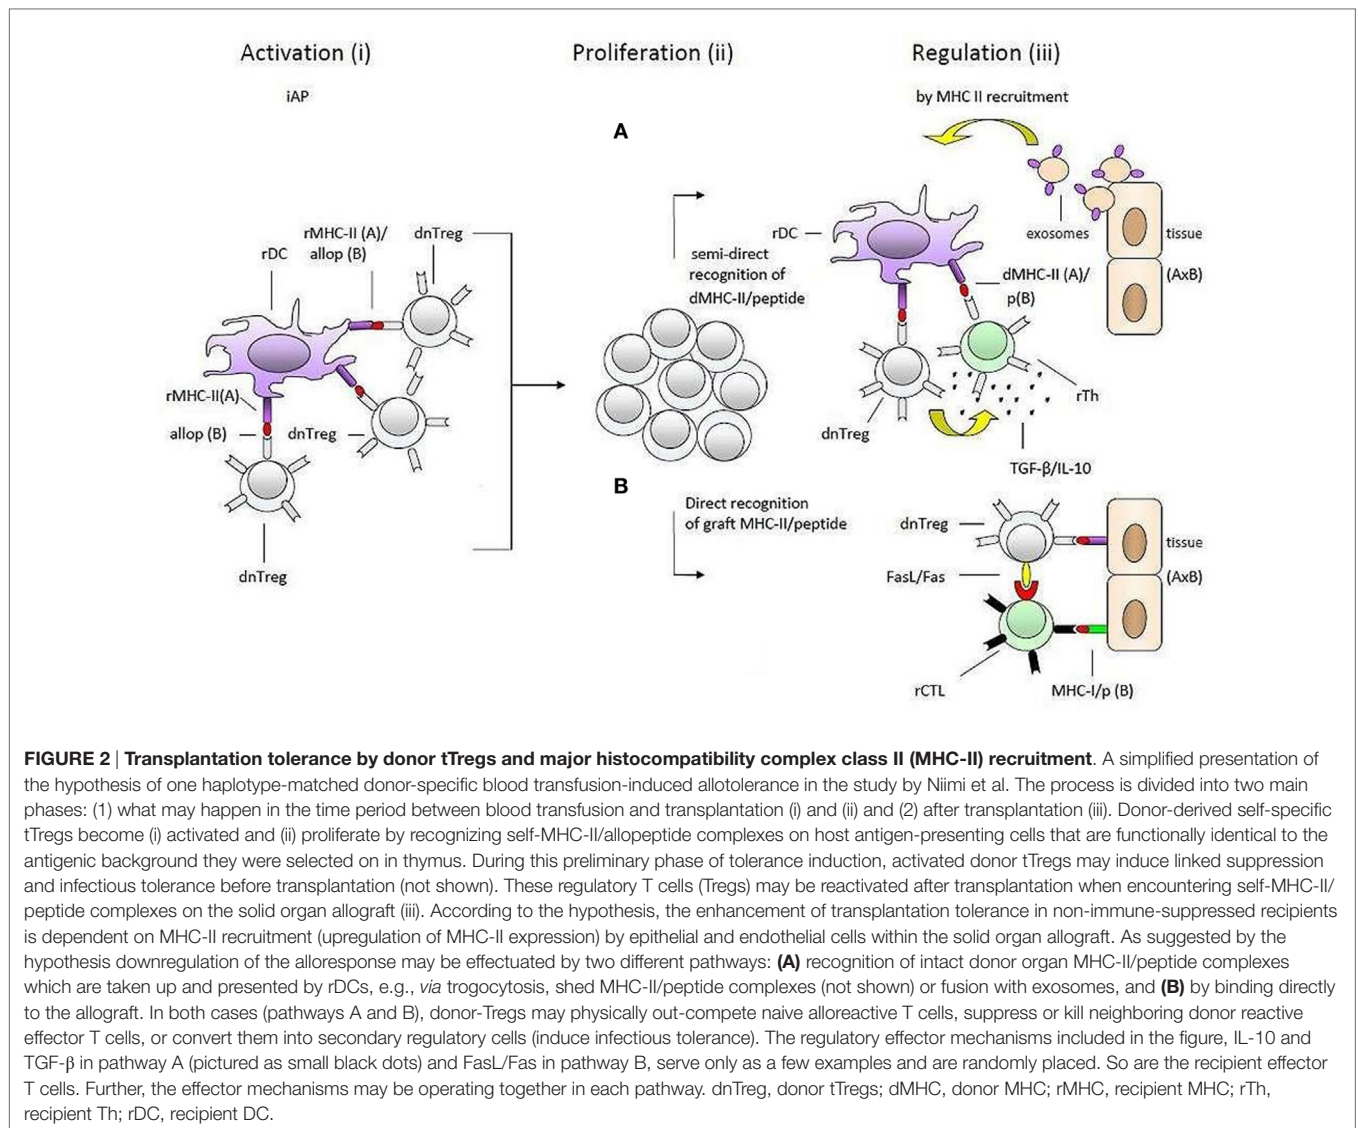 Activation (i)
Proliferation (ii)
Regulation (iii)
iAP
by MHC II recruitment
A
rMHC-II (A)/
allop (B)
dnTreg
rDC
rMHC-II(A)
allop (B)
dnTreg
dnTreg
semi-direct
recognition of
dMHC-II/peptide
rDC
exosomes
tissue
(AxB)
dMHC-II (A)/
p(B)
rTh
dnTreg
TGF-β/IL-10
B
Direct recognition
of graft MHC-II/peptide
dnTreg
tissue
(AxB)
FasL/Fas
rCTL
MHC-I/p (B)
FIGURE 2 | Transplantation tolerance by donor tTregs and major histocompatibility complex class II (MHC-II) recruitment. A simplified presentation of
the hypothesis of one haplotype-matched donor-specific blood transfusion-induced allotolerance in the study by Niimi et al. The process is divided into two main
phases: (1) what may happen in the time period between blood transfusion and transplantation (i) and (ii) and (2) after transplantation (iii). Donor-derived self-specific
tTregs become (i) activated and (ii) proliferate by recognizing self-MHC-II/allopeptide complexes on host antigen-presenting cells that are functionally identical to the
antigenic background they were selected on in thymus. During this preliminary phase of tolerance induction, activated donor tTregs may induce linked suppression
and infectious tolerance before transplantation (not shown). These regulatory T cells (Tregs) may be reactivated after transplantation when encountering self-MHC-II/
peptide complexes on the solid organ allograft (iii). According to the hypothesis, the enhancement of transplantation tolerance in non-immune-suppressed recipients
is dependent on MHC-II recruitment (upregulation of MHC-II expression) by epithelial and endothelial cells within the solid organ allograft. As suggested by the
hypothesis downregulation of the alloresponse may be effectuated by two different pathways: (A) recognition of intact donor organ MHC-II/peptide complexes
which are taken up and presented by rDCs, e.g., via trogocytosis, shed MHC-II/peptide complexes (not shown) or fusion with exosomes, and (B) by binding directly
to the allograft. In both cases (pathways A and B), donor-Tregs may physically out-compete naive alloreactive T cells, suppress or kill neighboring donor reactive
effector T cells, or convert them into secondary regulatory cells (induce infectious tolerance). The regulatory effector mechanisms included in the figure, IL-10 and
TGF-β in pathway A (pictured as small black dots) and FasL/Fas in pathway B, serve only as a few examples and are randomly placed. So are the recipient effector
T cells. Further, the effector mechanisms may be operating together in each pathway. dnTreg, donor tTregs; dMHC, donor MHC; rMHC, recipient MHC; rTh,
recipient Th; rDC, recipient DC.